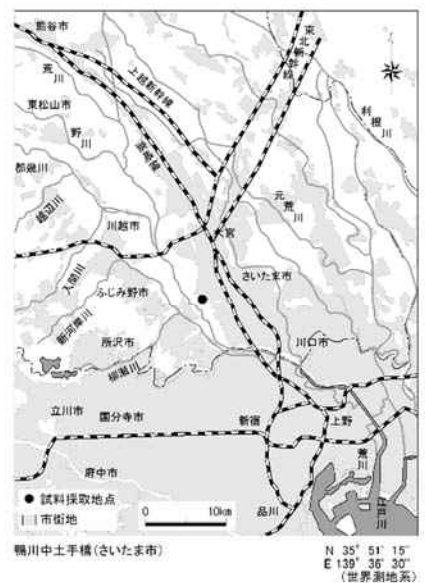 熊谷市
東北新幹線
荒川
上越新幹線
高崎線
東松山市
利根川
都幾川
元荒川
川越市
大宮
入間川
さいたま市
ふじみ野市
新河岸川
所沢市
川口市
柳瀬川
立川市
国分寺市
新宿
上野
荒川
府中市
江戸川
● 試料採取地点
市街地
0 10km
品川
鴨川中土手橋(さいたま市)
N 35° 51' 15"
E 139° 36' 30"
(世界測地系)